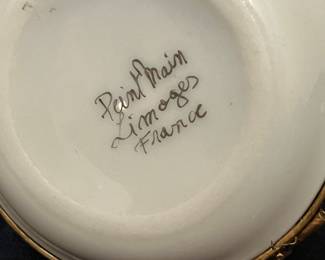 Peint Main
Limoges
France